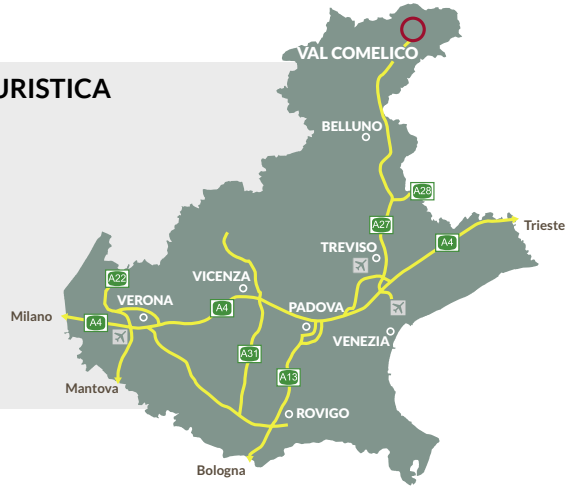 VAL COMELICO
URISTICA
BELLUNO
A28
A27
Trieste
A4
TREVISO
VICENZA
A22
VERONA
A4
PADOVA
Milano
A4
VENEZIA
A31
A13
Mantova
ROVIGO
Bologna